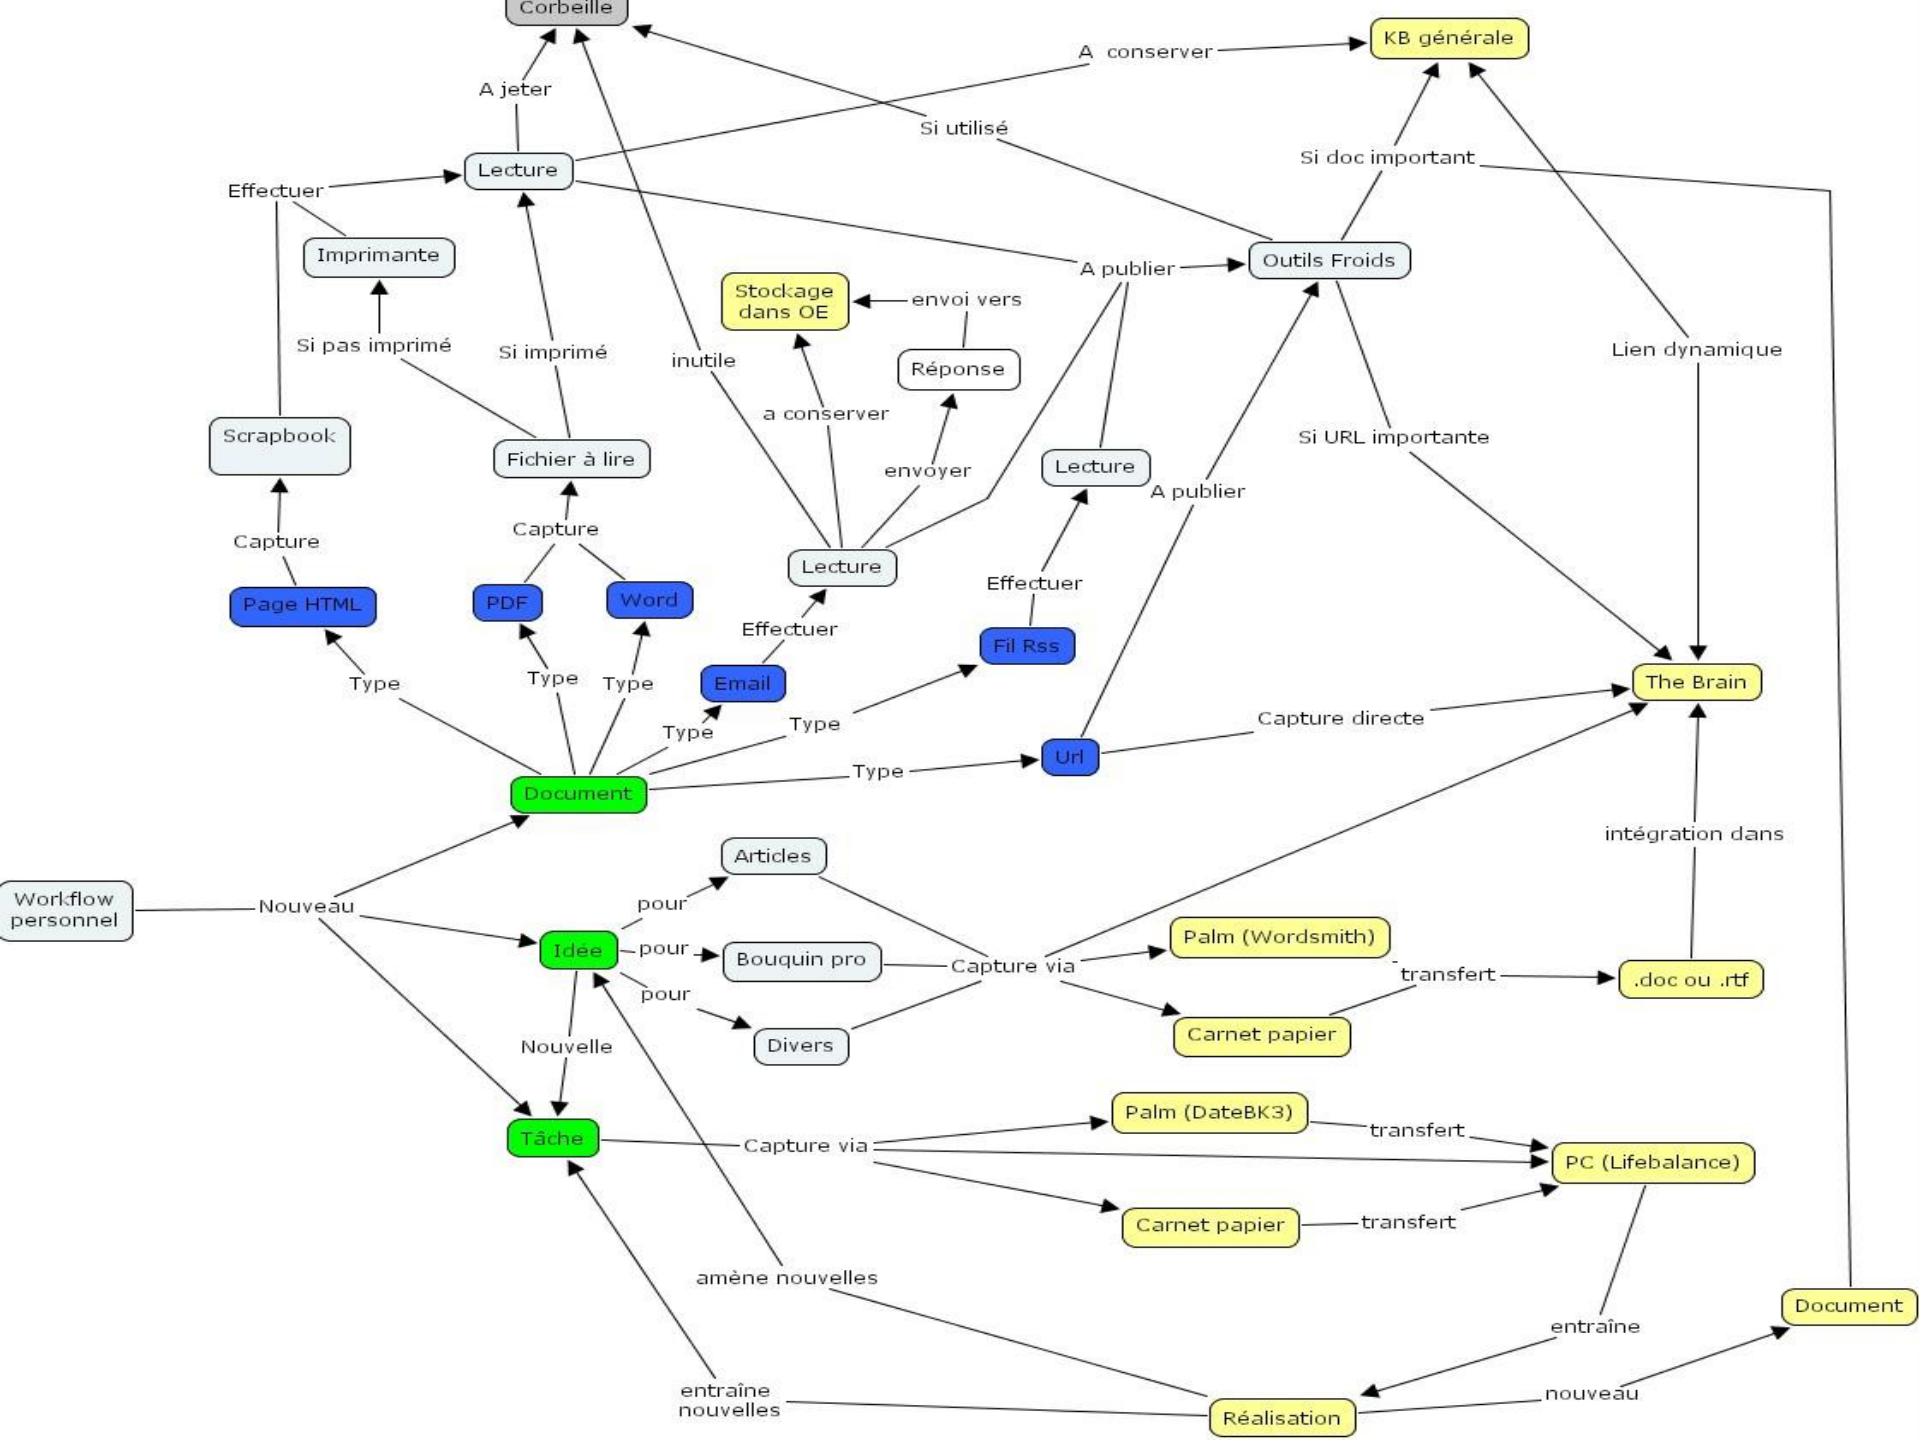 Corbeille
KB générale
A conserver
A jeter
Si utilisé
Si doc important
Lecture
Effectuer
Imprimante
Outils Froids
A publier
Stockage
dans OE
envoi vers
Si pas imprimé
Si imprimé
inutile
Réponse
Lien dynamique
a conserver
Scrapbook
Fichier à lire
envoyer
Lecture
Si URL importante
A publier
Capture
Capture
Lecture
Effectuer
Page HTML
PDF
Word
Effectuer
Fil Rss
Type
Type
Type
Email
The Brain
Type
Type
Capture directe
Url
Type
Document
intégration dans
Articles
Workflow
personnel
Nouveau
pour
Idée
pour
Bouquin pro
Capture via
Palm (Wordsmith)
transfert
.doc ou .rtf
pour
Carnet papier
Nouvelle
Divers
Palm (DateBK3)
transfert
Tâche
Capture via
PC (Lifebalance)
Carnet papier
transfert
amène nouvelles
Document
entraîne
entraîne
nouvelles
nouveau
Réalisation